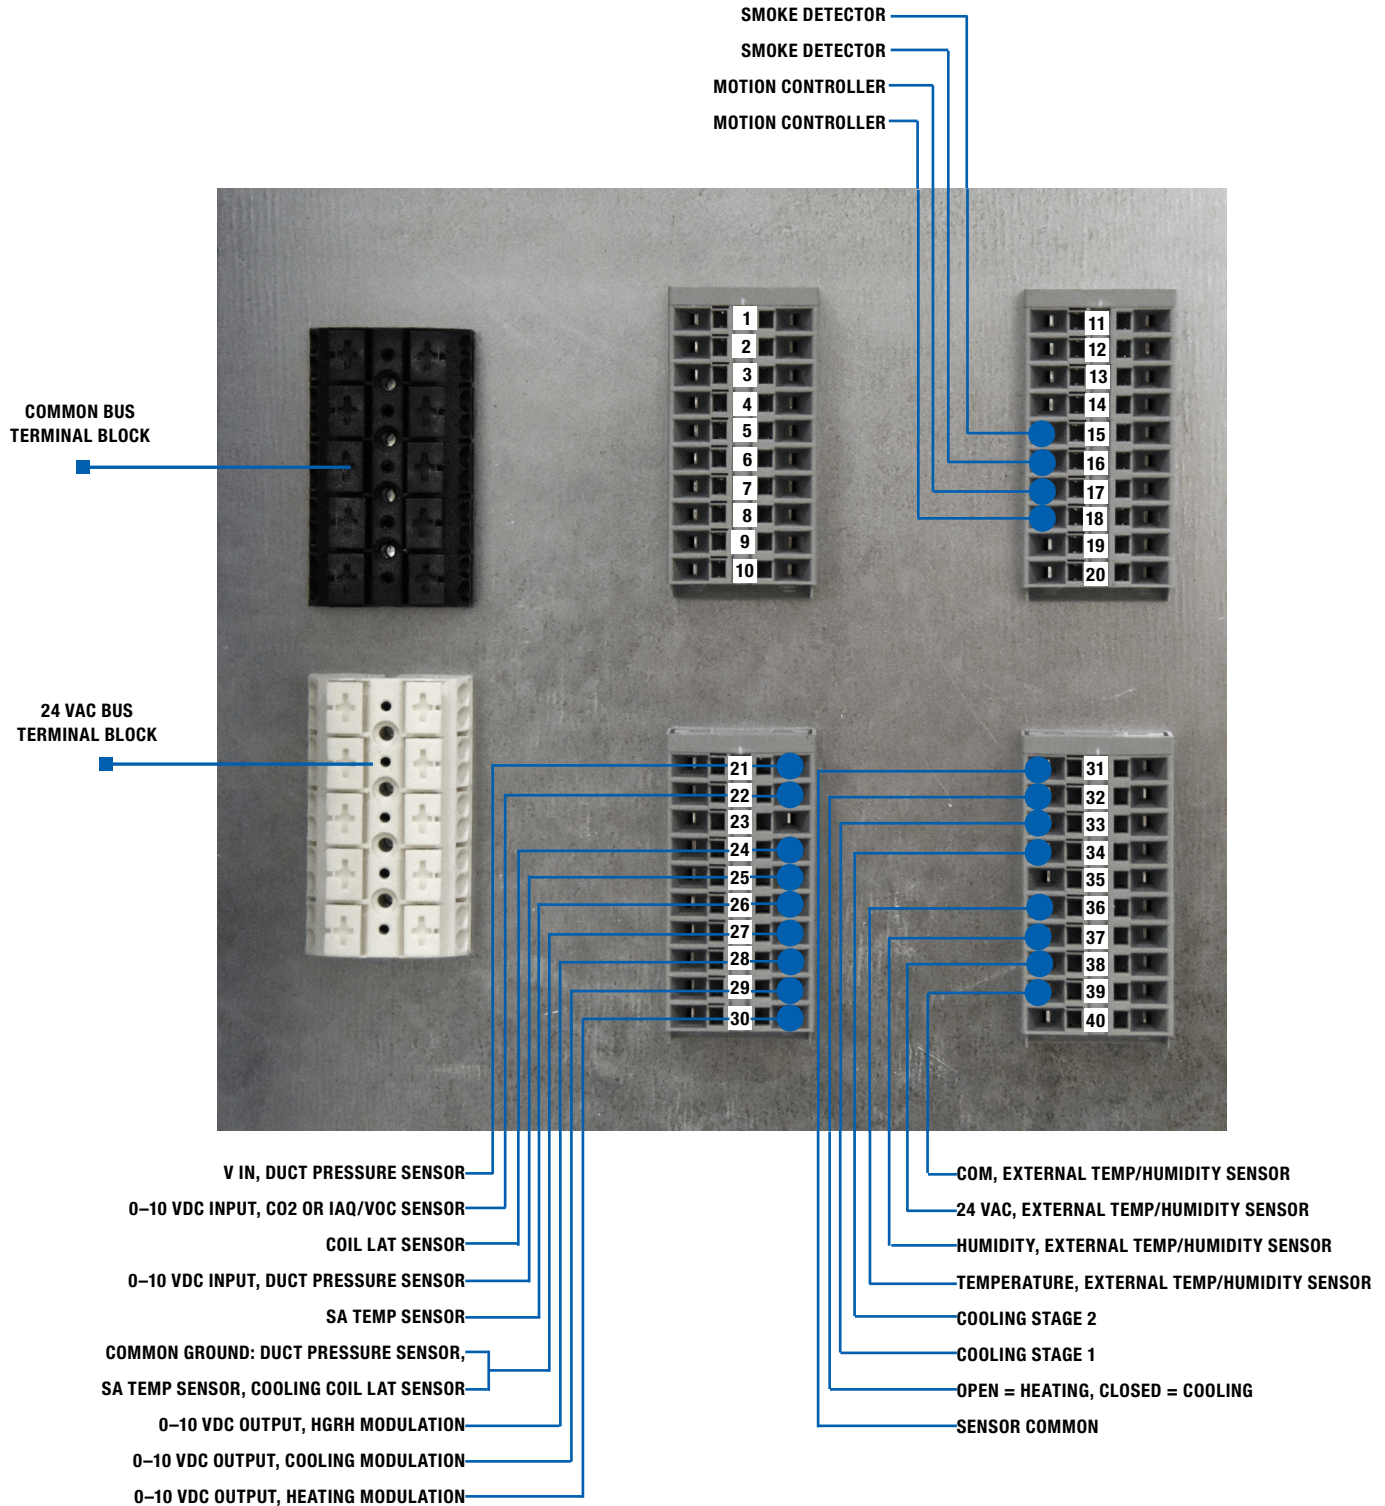 SMOKE DETECTOR
SMOKE DETECTOR
MOTION CONTROLLER
MOTION CONTROLLER
COMMON BUS
TERMINAL BLOCK
24 VAC BUS
TERMINAL BLOCK
1
2
3
4
5
6
7
8
9
10
11
12
13
14
15
16
17
18
19
20
21
22
23
24
25
26
27
28
29
30
31
32
33
34
35
36
37
38
39
40
V IN, DUCT PRESSURE SENSOR
0–10 VDC INPUT, CO2 OR IAQ/VOC SENSOR
COIL LAT SENSOR
0–10 VDC INPUT, DUCT PRESSURE SENSOR
SA TEMP SENSOR
COMMON GROUND: DUCT PRESSURE SENSOR,
SA TEMP SENSOR, COOLING COIL LAT SENSOR
0–10 VDC OUTPUT, HGRH MODULATION
0–10 VDC OUTPUT, COOLING MODULATION
0–10 VDC OUTPUT, HEATING MODULATION
COM, EXTERNAL TEMP/HUMIDITY SENSOR
24 VAC, EXTERNAL TEMP/HUMIDITY SENSOR
HUMIDITY, EXTERNAL TEMP/HUMIDITY SENSOR
TEMPERATURE, EXTERNAL TEMP/HUMIDITY SENSOR
COOLING STAGE 2
COOLING STAGE 1
OPEN = HEATING, CLOSED = COOLING
SENSOR COMMON